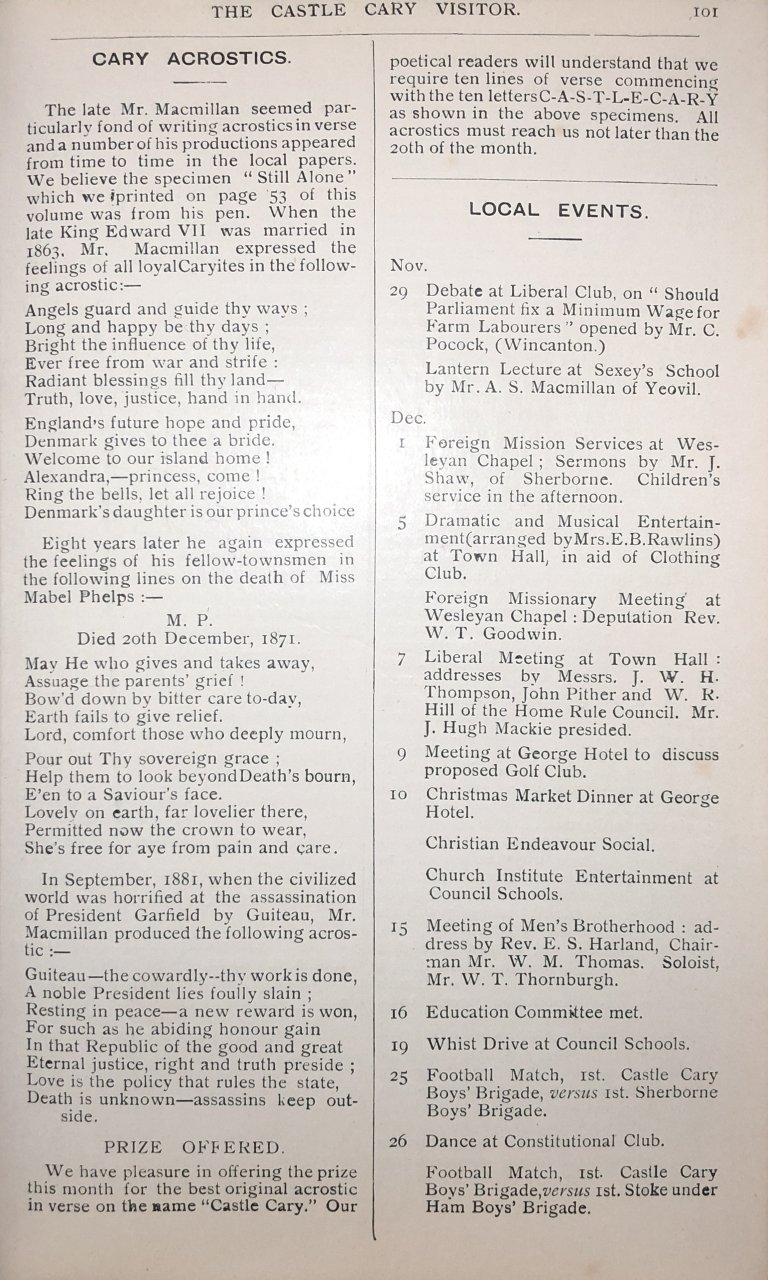 THE CASTLE CARY VISITOR. 101
CARY ACROSTICS.
The late Mr. Macmillan seemed par-
ticularly fond of writing acrostics in verse
and a number of his productions appeared
from time to time in the local papers.
We believe the specimen “ Still Alone ”
which we printed on page 53 of this
volume was from his pen. When the
late King Edward VII was married in
1863, Mr. Macmillan expressed the
feelings of all loyal Caryites in the follow-
ing acrostic:—
Angels guard and guide thy ways ;
Long and happy be thy days ;
Bright the influence of thy life,
Ever free from war and strife :
Radiant blessings fill thy land—
Truth, love, justice, hand in hand.
England's future hope and pride,
Denmark gives to thee a bride.
Welcome to our island home !
Alexandra,—princess, come !
Ring the bells, let all rejoice !
Denmark's daughter is our prince's choice
Eight years later he again expressed
the feelings of his fellow-townsmen in
the following lines on the death of Miss
Mabel Phelps :—
M. P.
Died 20th December, 1871.
May He who gives and takes away,
Assuage the parents' grief !
Bow'd down by bitter care to-day,
Earth fails to give relief.
Lord, comfort those who deeply mourn,
Pour out Thy sovereign grace ;
Help them to look beyond Death's bourn,
E'en to a Saviour's face.
Lovely on earth, far lovelier there,
Permitted now the crown to wear,
She's free for aye from pain and care.
In September, 1881, when the civilized
world was horrified at the assassination
of President Garfield by Guiteau, Mr.
Macmillan produced the following acros-
tic :—
Guiteau—the cowardly--thy work is done,
A noble President lies foully slain ;
Resting in peace—a new reward is won,
For such as he abiding honour gain
In that Republic of the good and great
Eternal justice, right and truth preside ;
Love is the policy that rules the state,
Death is unknown—assassins keep out-
side.
PRIZE OFFERED.
We have pleasure in offering the prize
this month for the best original acrostic
in verse on the name “Castle Cary.” Our
poetical readers will understand that we
require ten lines of verse commencing
with the ten letters C-A-S-T-L-E-C-A-R-Y
as shown in the above specimens. All
acrostics must reach us not later than the
20th of the month.
LOCAL EVENTS.
Nov.
29 Debate at Liberal Club, on “ Should
Parliament fix a Minimum Wage for
Farm Labourers ” opened by Mr. C.
Pocock, (Wincanton.)
Lantern Lecture at Sexey's School
by Mr. A. S. Macmillan of Yeovil.
Dec.
1 Foreign Mission Services at Wes-
leyan Chapel ; Sermons by Mr. J.
Shaw, of Sherborne. Children's
service in the afternoon.
5 Dramatic and Musical Entertain-
ment(arranged by Mrs.E.B.Rawlins)
at Town Hall, in aid of Clothing
Club.
Foreign Missionary Meeting at
Wesleyan Chapel : Deputation Rev.
W. T. Goodwin.
7 Liberal Meeting at Town Hall :
addresses by Messrs. J. W. H.
Thompson, John Pither and W. R.
Hill of the Home Rule Council. Mr.
J. Hugh Mackie presided.
9 Meeting at George Hotel to discuss
proposed Golf Club.
10 Christmas Market Dinner at George
Hotel.
Christian Endeavour Social.
Church Institute Entertainment at
Council Schools.
15 Meeting of Men's Brotherhood : ad-
dress by Rev. E. S. Harland, Chair-
man Mr. W. M. Thomas. Soloist,
Mr. W. T. Thornburgh.
16 Education Committee met.
19 Whist Drive at Council Schools.
25 Football Match, 1st. Castle Cary
Boys' Brigade, versus 1st. Sherborne
Boys' Brigade.
26 Dance at Constitutional Club.
Football Match, 1st. Castle Cary
Boys' Brigade,versus 1st. Stoke under
Ham Boys' Brigade.